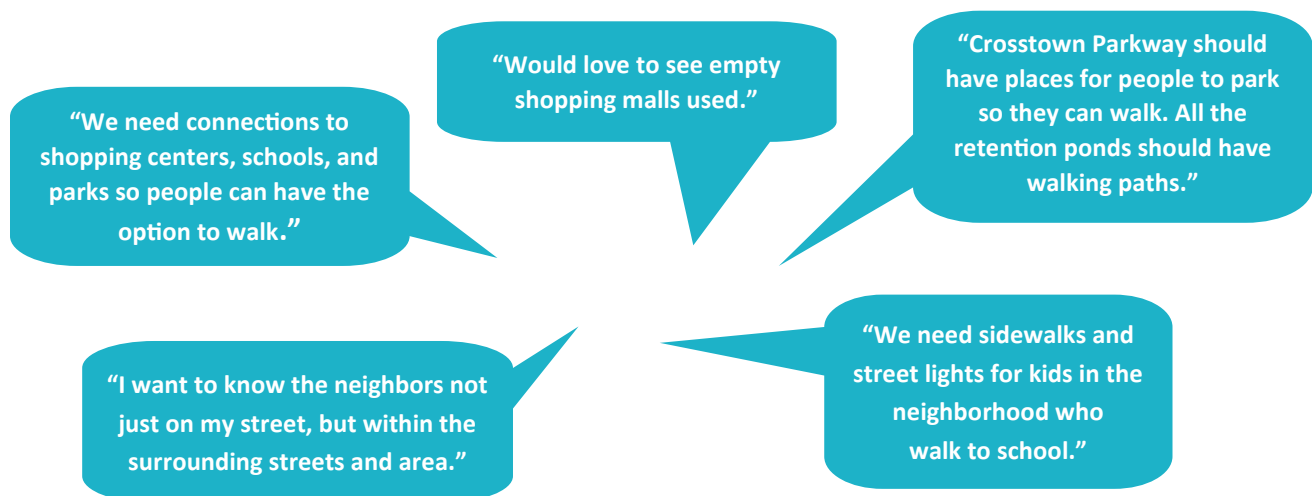 “We need connections to
shopping centers, schools, and
parks so people can have the
option to walk.”
“Would love to see empty
shopping malls used.”
“Crosstown Parkway should
have places for people to park
so they can walk. All the
retention ponds should have
walking paths.”
“I want to know the neighbors not
just on my street, but within the
surrounding streets and area.”
“We need sidewalks and
street lights for kids in the
neighborhood who
walk to school.”